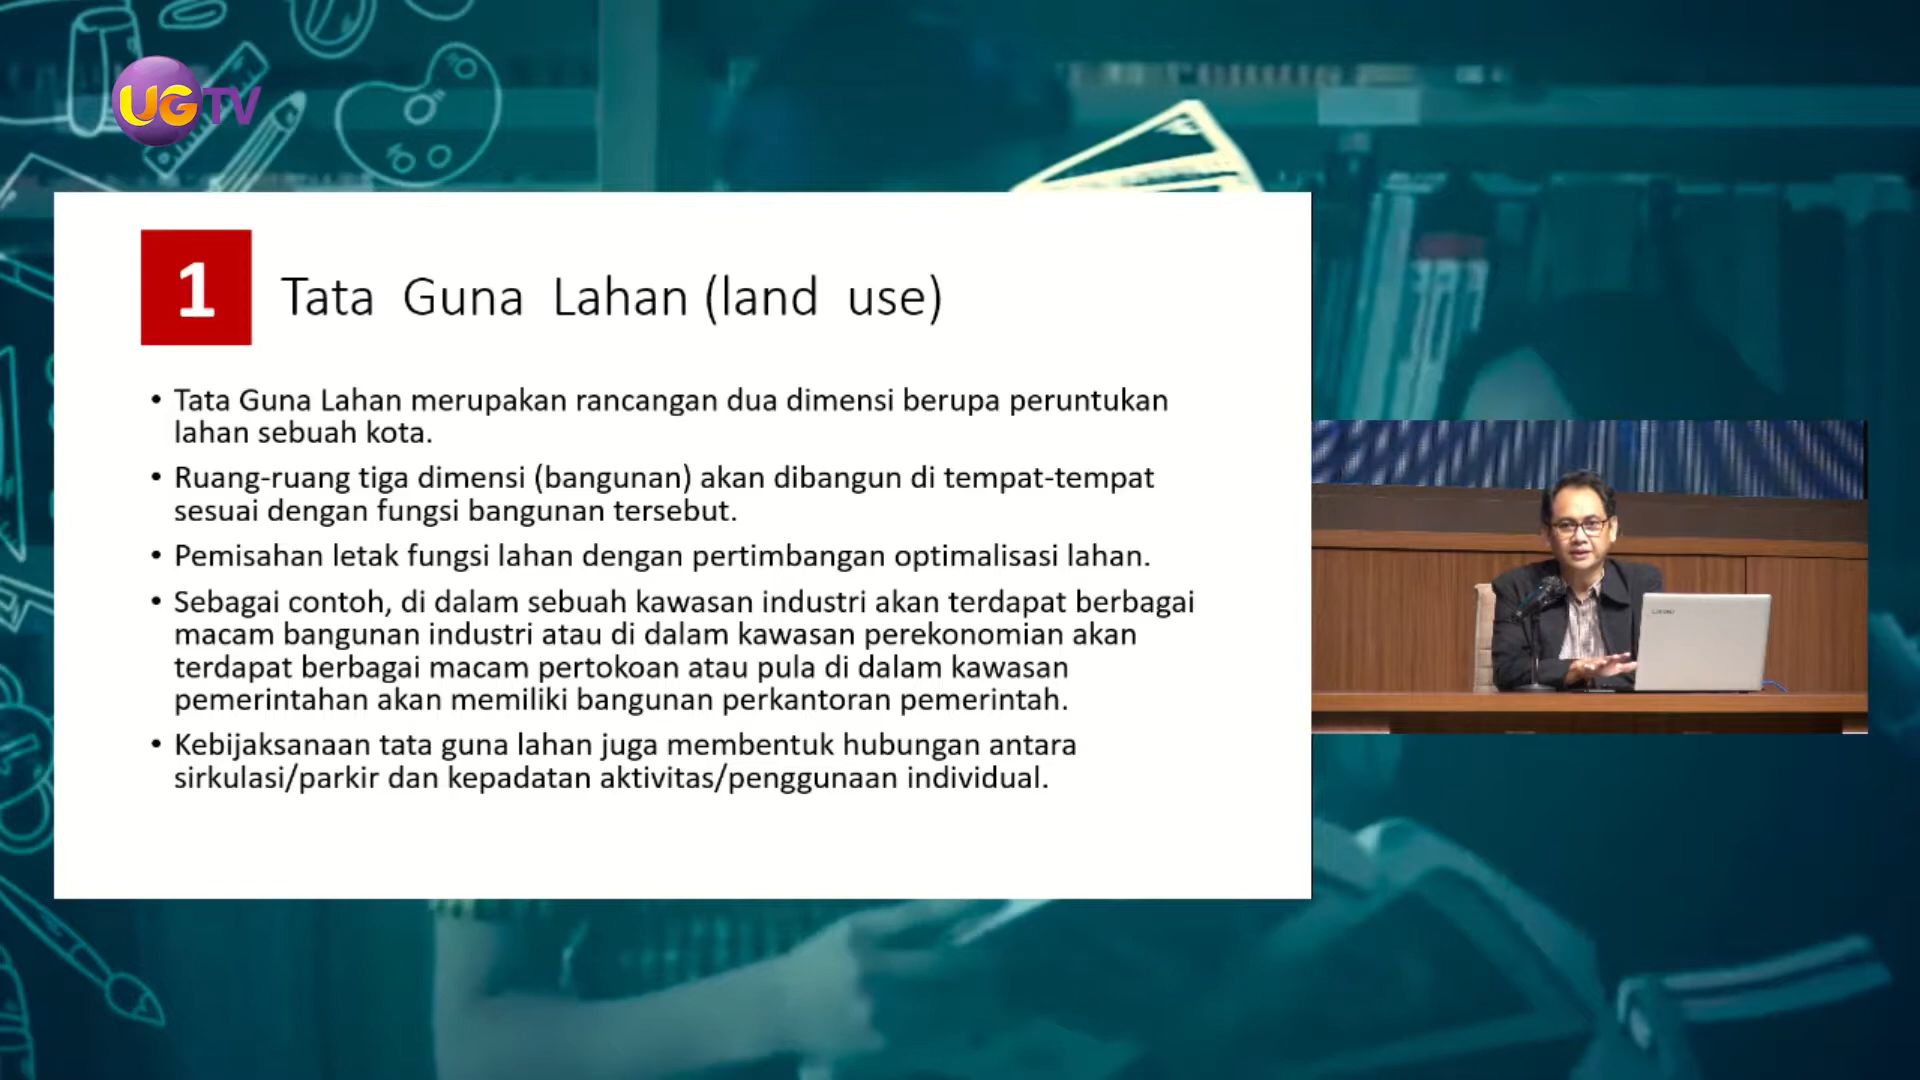 UGTV
1
Tata Guna Lahan (land use)
• Tata Guna Lahan merupakan rancangan dua dimensi berupa peruntukan
lahan sebuah kota.
• Ruang-ruang tiga dimensi (bangunan) akan dibangun di tempat-tempat
sesuai dengan fungsi bangunan tersebut.
• Pemisahan letak fungsi lahan dengan pertimbangan optimalisasi lahan.
• Sebagai contoh, di dalam sebuah kawasan industri akan terdapat berbagai
macam bangunan industri atau di dalam kawasan perekonomian akan
terdapat berbagai macam pertokoan atau pula di dalam kawasan
pemerintahan akan memiliki bangunan perkantoran pemerintah.
• Kebijaksanaan tata guna lahan juga membentuk hubungan antara
sirkulasi/parkir dan kepadatan aktivitas/penggunaan individual.